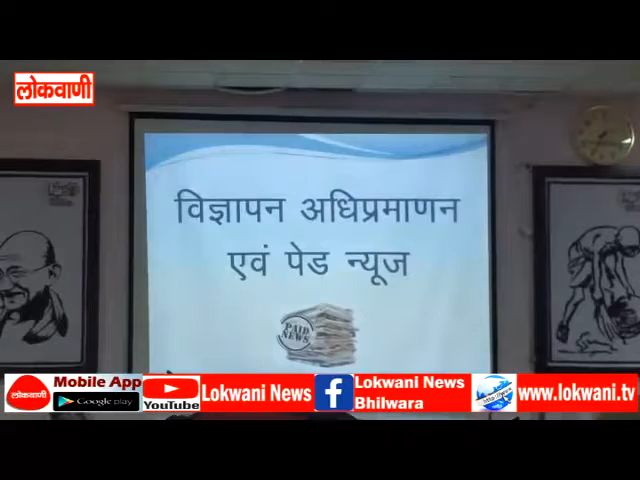 लोकवाणी
विज्ञापन अधिप्रमाणन
एवं पेड न्यूज
PAID
NEWS
लोकवाणी
Mobile App
Google play
YouTube
Lokwani News
Lokwani News
Bhilwara
www.lokwani.tv